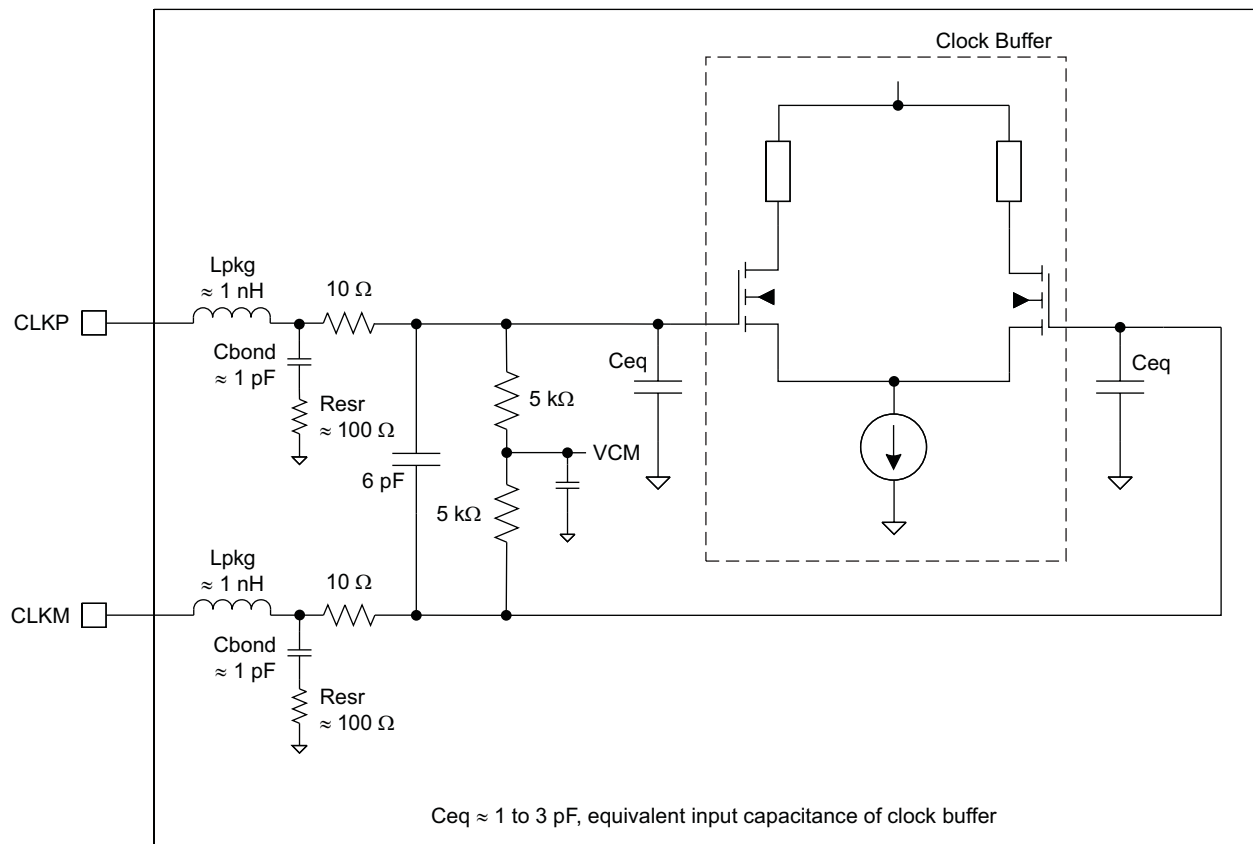 Clock Buffer
Lpkg
≈ 1 nH
10 Ω
CLKP
Cbond
≈ 1 pF
Resr
≈ 100 Ω
6 pF
5 kΩ
VCM
5 kΩ
Ceq
Ceq
Lpkg
≈ 1 nH
10 Ω
CLKM
Cbond
≈ 1 pF
Resr
≈ 100 Ω
Ceq ≈ 1 to 3 pF, equivalent input capacitance of clock buffer